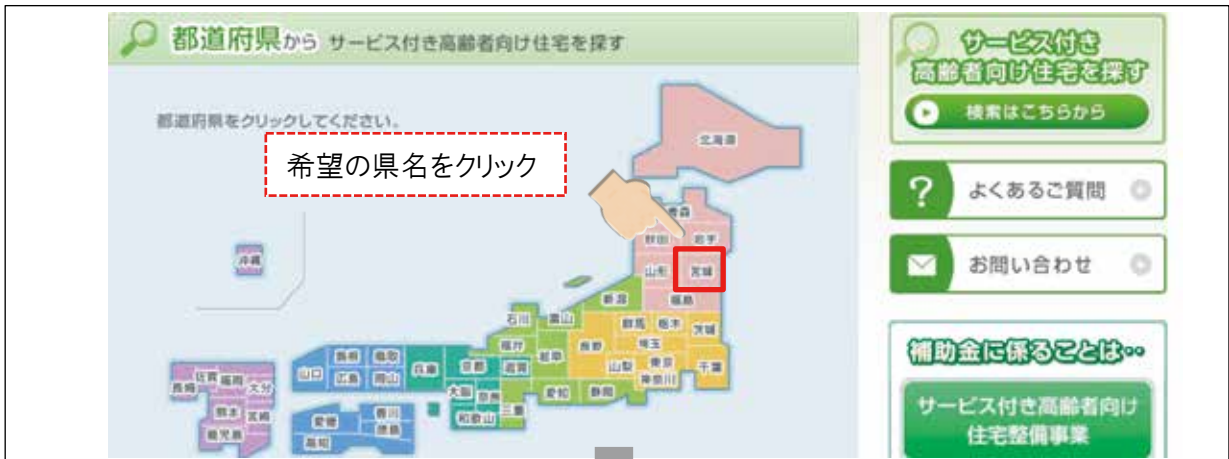 都道府県から サービス付き高齢者向け住宅を探す
都道府県をクリックしてください。
希望の県名をクリック
北海道
青森
秋田 岩手
山形 宮城
福島
新潟
石川 富山
群馬 栃木 茨城
福井 岐阜 長野 埼玉
山梨 東京 千葉
神奈川
愛知 静岡
島根 鳥取 兵庫 京都 滋賀
山口 広島 岡山
大阪 奈良 三重
和歌山
愛媛 香川
徳島
高知
佐賀 福岡 大分
長崎
熊本 宮崎
鹿児島
沖縄
サービス付き
高齢者向け住宅を探す
検索はこちらから
? よくあるご質問
お問い合わせ
補助金に係ることは・・
サービス付き高齢者向け
住宅整備事業